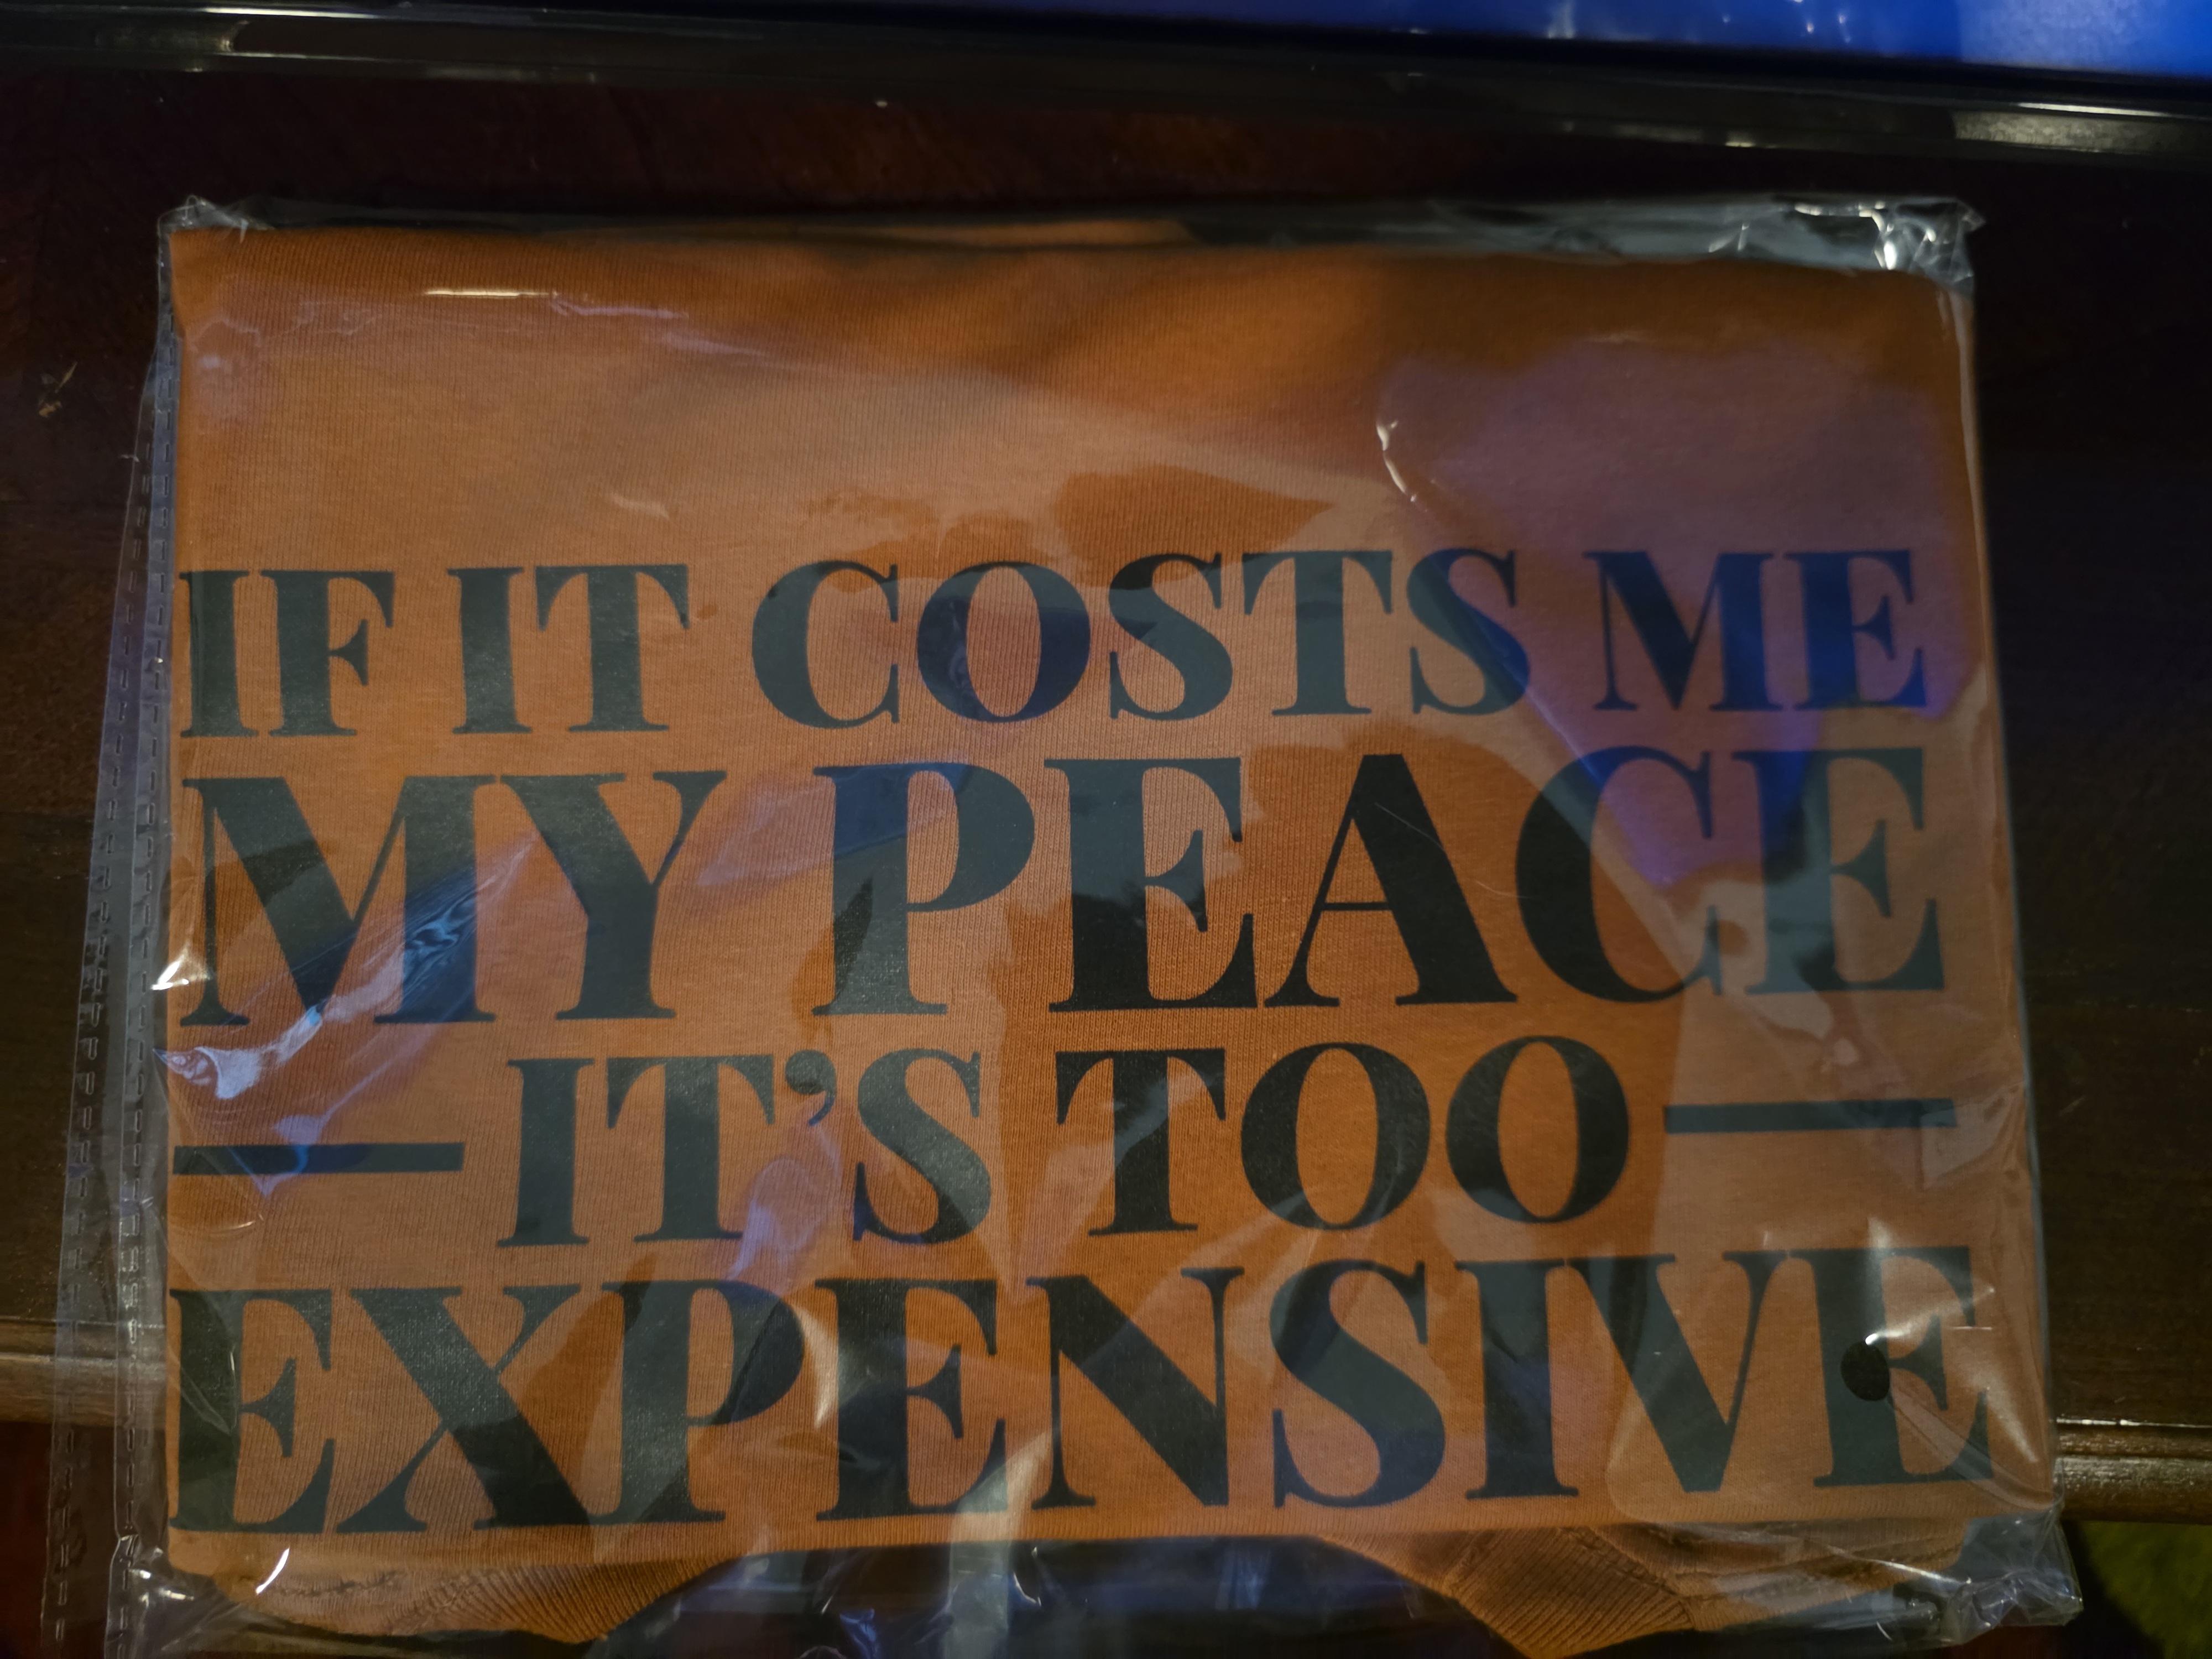 IF IT COSTS ME
MY PEACE
— IT'S TOO —
EXPENSIVE